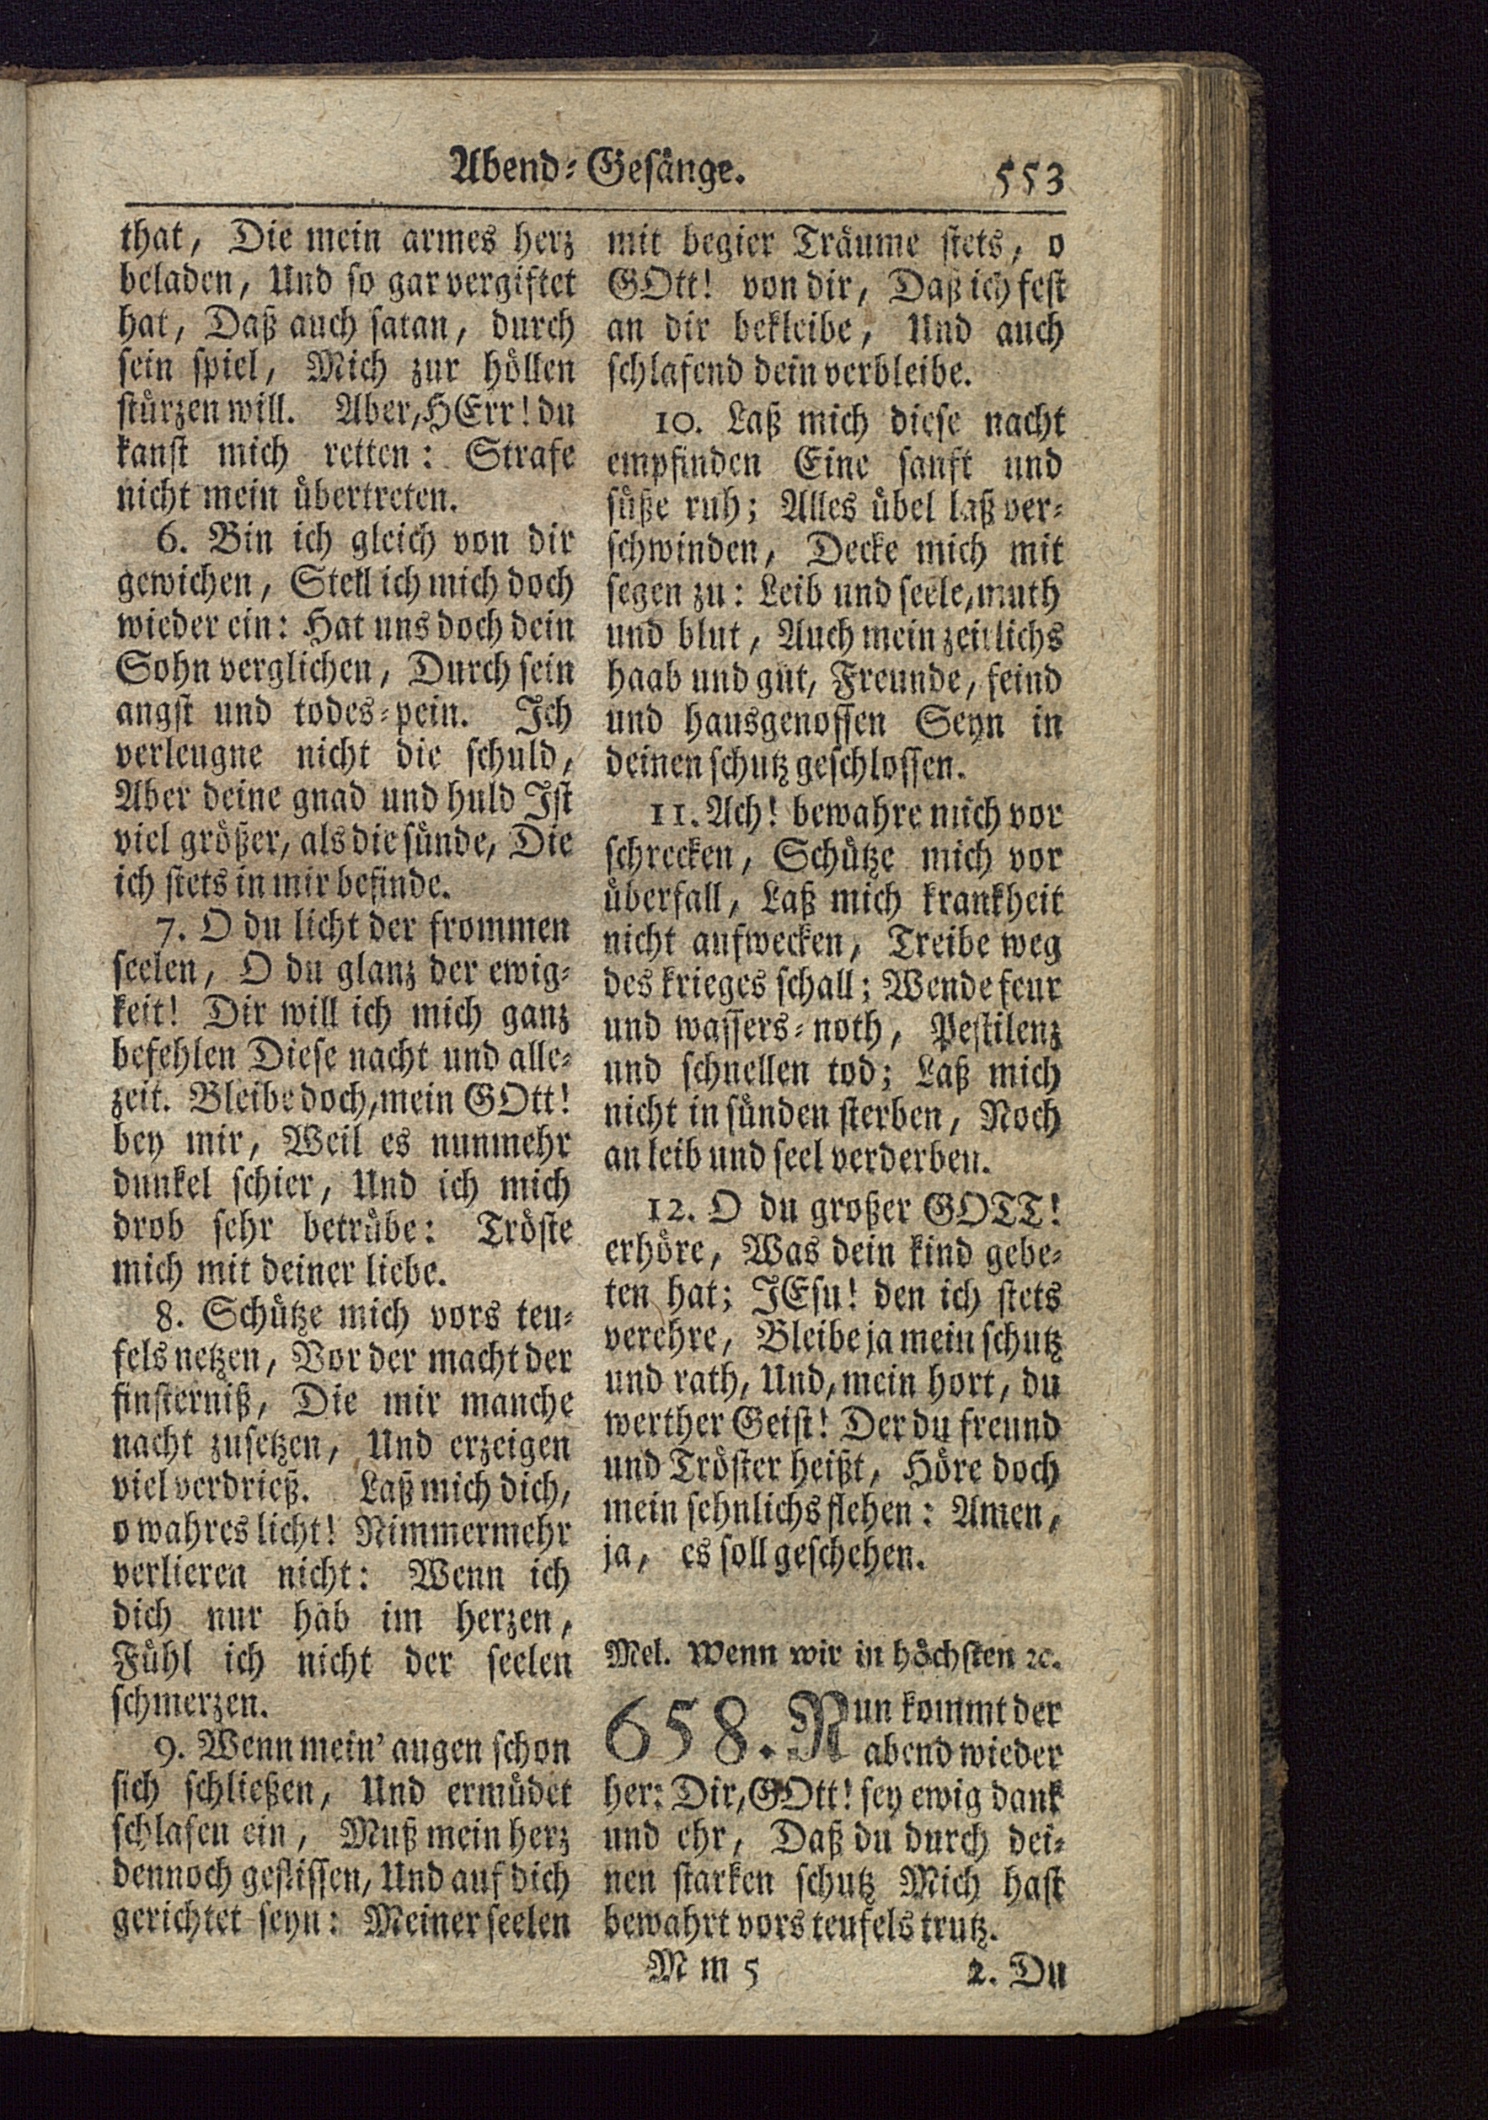 Abend-Gesänge. 553
that, Die mein armes herz
beladen, Und so gar vergiftet
hat, Daß auch satan, durch
sein spiel, Mich zur höllen
stürzen will. Aber, HErr! du
kanst mich retten: Strafe
nicht mein übertreten.
6. Bin ich gleich von dir
gewichen, Stell ich mich doch
wieder ein: Hat uns doch dein
Sohn verglichen, Durch sein
angst und todes-pein. Ich
verleugne nicht die schuld,
Aber deine gnad und huld Ist
viel größer, als die sünde, Die
ich stets in mir befinde.
7. O du licht der frommen
seelen, O du glanz der ewig-
keit! Dir will ich mich ganz
befehlen Diese nacht und alle-
zeit. Bleibe doch, mein GOtt!
bey mir, Weil es nunmehr
dunkel schier, Und ich mich
drob sehr betrübe: Tröste
mich mit deiner liebe.
8. Schütze mich vors teu-
fels netzen, Vor der macht der
finsterniß, Die mir manche
nacht zusetzen, Und erzeigen
viel verdrieß. Laß mich dich,
o wahres licht! Nimmermehr
verlieren nicht: Wenn ich
dich nur hab im herzen,
Fühl ich nicht der seelen
schmerzen.
9. Wenn mein' augen schon
sich schließen, Und ermüdet
schlafen ein, Muß mein herz
dennoch geflissen, Und auf dich
gerichtet seyn: Meiner seelen
mit begier Träume stets, o
GOtt! von dir, Daß ich fest
an dir bekleibe, Und auch
schlafend dein verbleibe.
10. Laß mich diese nacht
empfinden Eine sanft und
süße ruh; Alles übel laß ver-
schwinden, Decke mich mit
segen zu: Leib und seele, muth
und blut, Auch mein zeitlichs
haab und gut, Freunde, feind
und hausgenossen Seyn in
deinen schutz geschlossen.
11. Ach! bewahre mich vor
schrecken, Schütze mich vor
überfall, Laß mich krankheit
nicht aufwecken, Treibe weg
des krieges schall; Wende feur
und wassers-noth, Pestilenz
und schnellen tod; Laß mich
nicht in sünden sterben, Noch
an leib und seel verderben.
12. O du großer GOTT!
erhöre, Was dein kind gebe-
ten hat; JEsu! den ich stets
verehre, Bleibe ja mein schutz
und rath, Und, mein hort, du
werther Geist! Der du freund
und Tröster heißt, Höre doch
mein sehnlichs flehen: Amen,
ja, es soll geschehen.
Mel. Wenn wir in höchsten ꝛc.
658. Nun kommt der
abend wieder
her: Dir, GOtt! sey ewig dank
und ehr, Daß du durch dei-
nen starken schutz Mich hast
bewahrt vors teufels trutz.
M m 5 2. Du